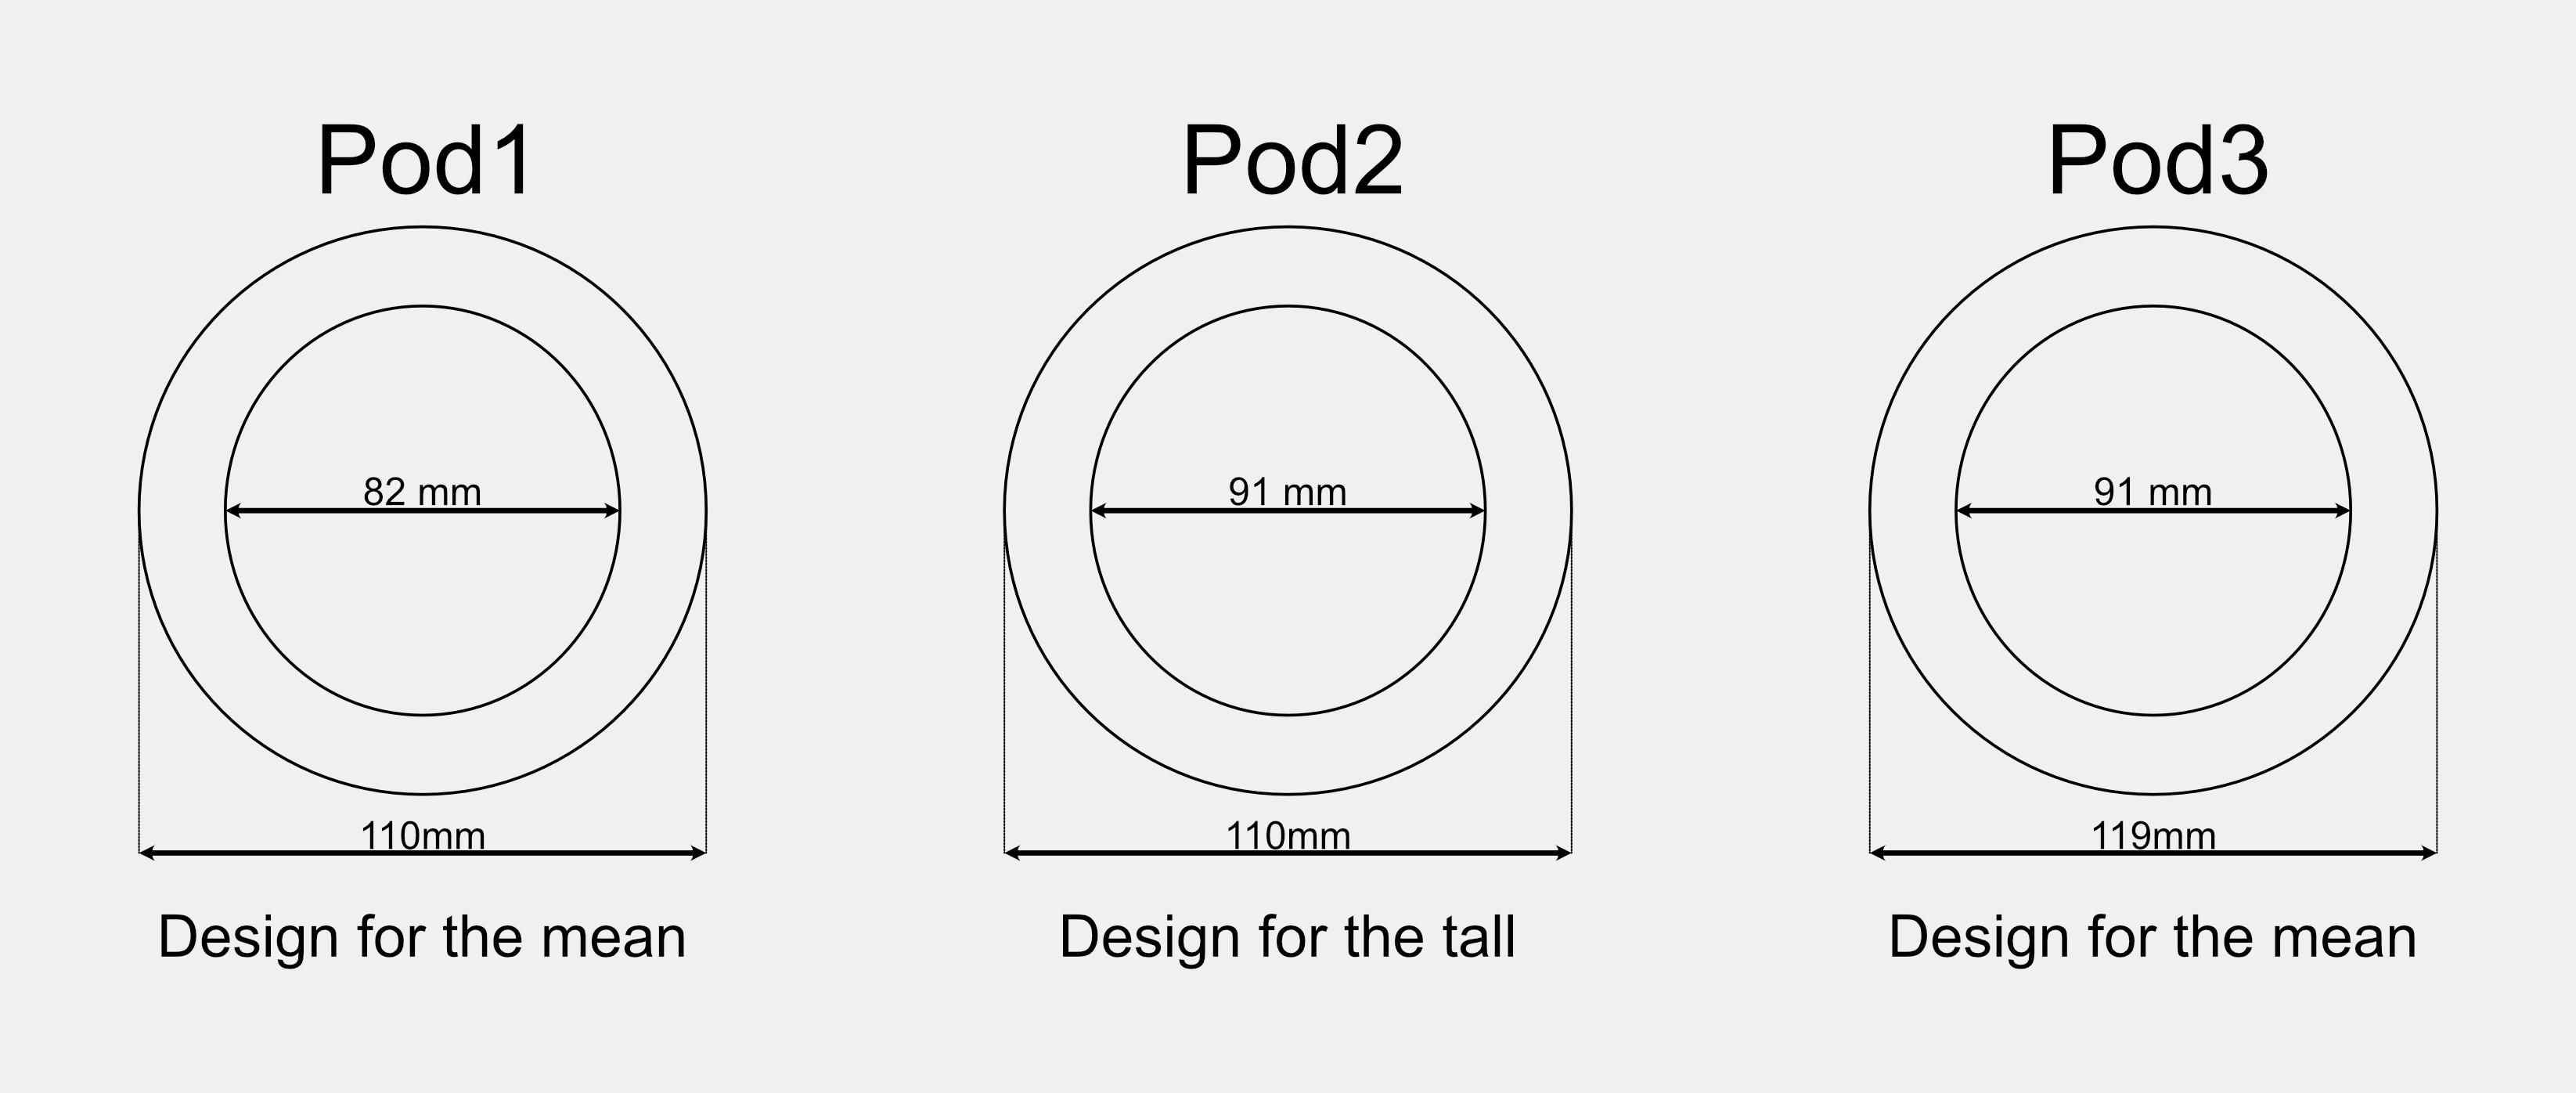 Pod1
82 mm
110mm
Design for the mean
Pod2
91 mm
110mm
Design for the tall
Pod3
91 mm
119mm
Design for the mean